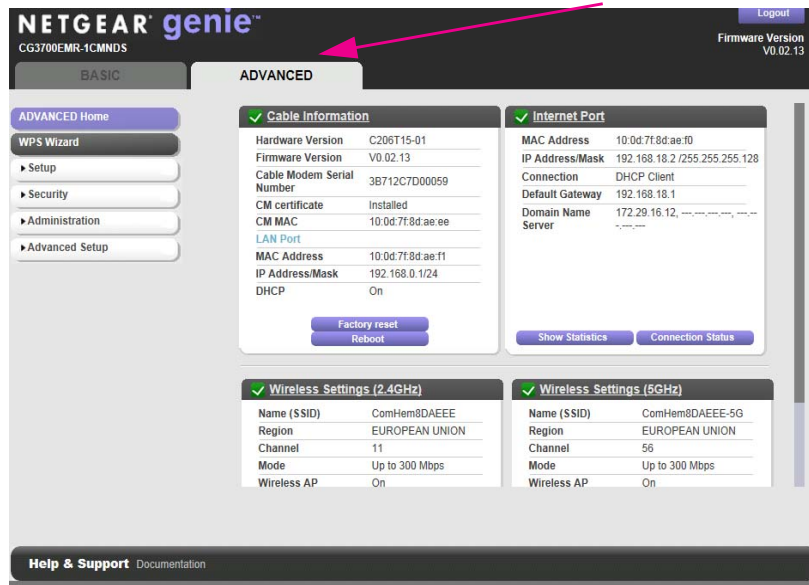 NETGEAR® genie™
Logout
CG3700EMR-1CMNDS
Firmware Version
V0.02.13
BASIC
ADVANCED
ADVANCED Home
WPS Wizard
Setup
Security
Administration
Advanced Setup
Cable Information
Hardware Version C206T15-01
Firmware Version V0.02.13
Cable Modem Serial Number 3B712C7D00059
CM certificate Installed
CM MAC 10:0d:7f:8d:ae:ee
LAN Port
MAC Address 10:0d:7f:8d:ae:f1
IP Address/Mask 192.168.0.1/24
DHCP On
Factory reset
Reboot
Internet Port
MAC Address 10:0d:7f:8d:ae:f0
IP Address/Mask 192.168.18.2 /255.255.255.128
Connection DHCP Client
Default Gateway 192.168.18.1
Domain Name Server 172.29.16.12, ---.---.---.---, ---.---.---.---
Show Statistics
Connection Status
Wireless Settings (2.4GHz)
Name (SSID) ComHem8DAEEE
Region EUROPEAN UNION
Channel 11
Mode Up to 300 Mbps
Wireless AP On
Wireless Settings (5GHz)
Name (SSID) ComHem8DAEEE-5G
Region EUROPEAN UNION
Channel 56
Mode Up to 300 Mbps
Wireless AP On
Help & Support Documentation